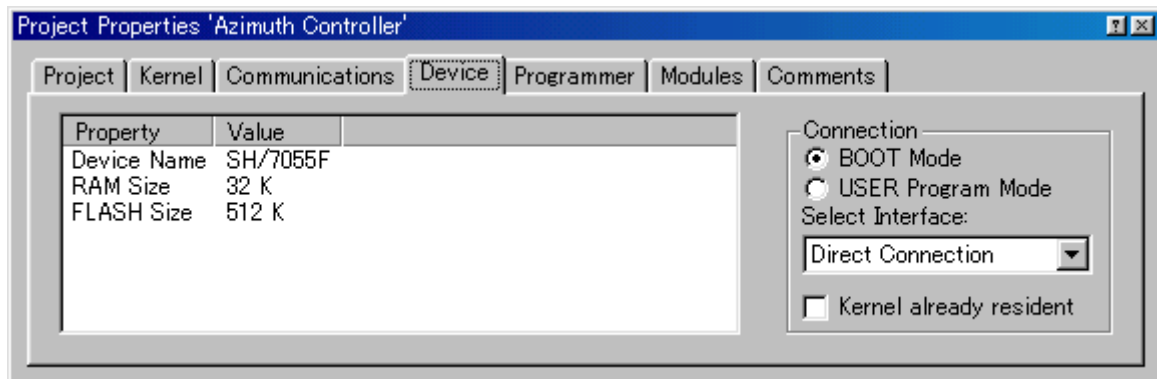 Project Properties 'Azimuth Controller'
Project Kernel Communications Device Programmer Modules Comments
Property Value
Device Name SH/7055F
RAM Size 32 K
FLASH Size 512 K
Connection
BOOT Mode
USER Program Mode
Select Interface:
Direct Connection
Kernel already resident